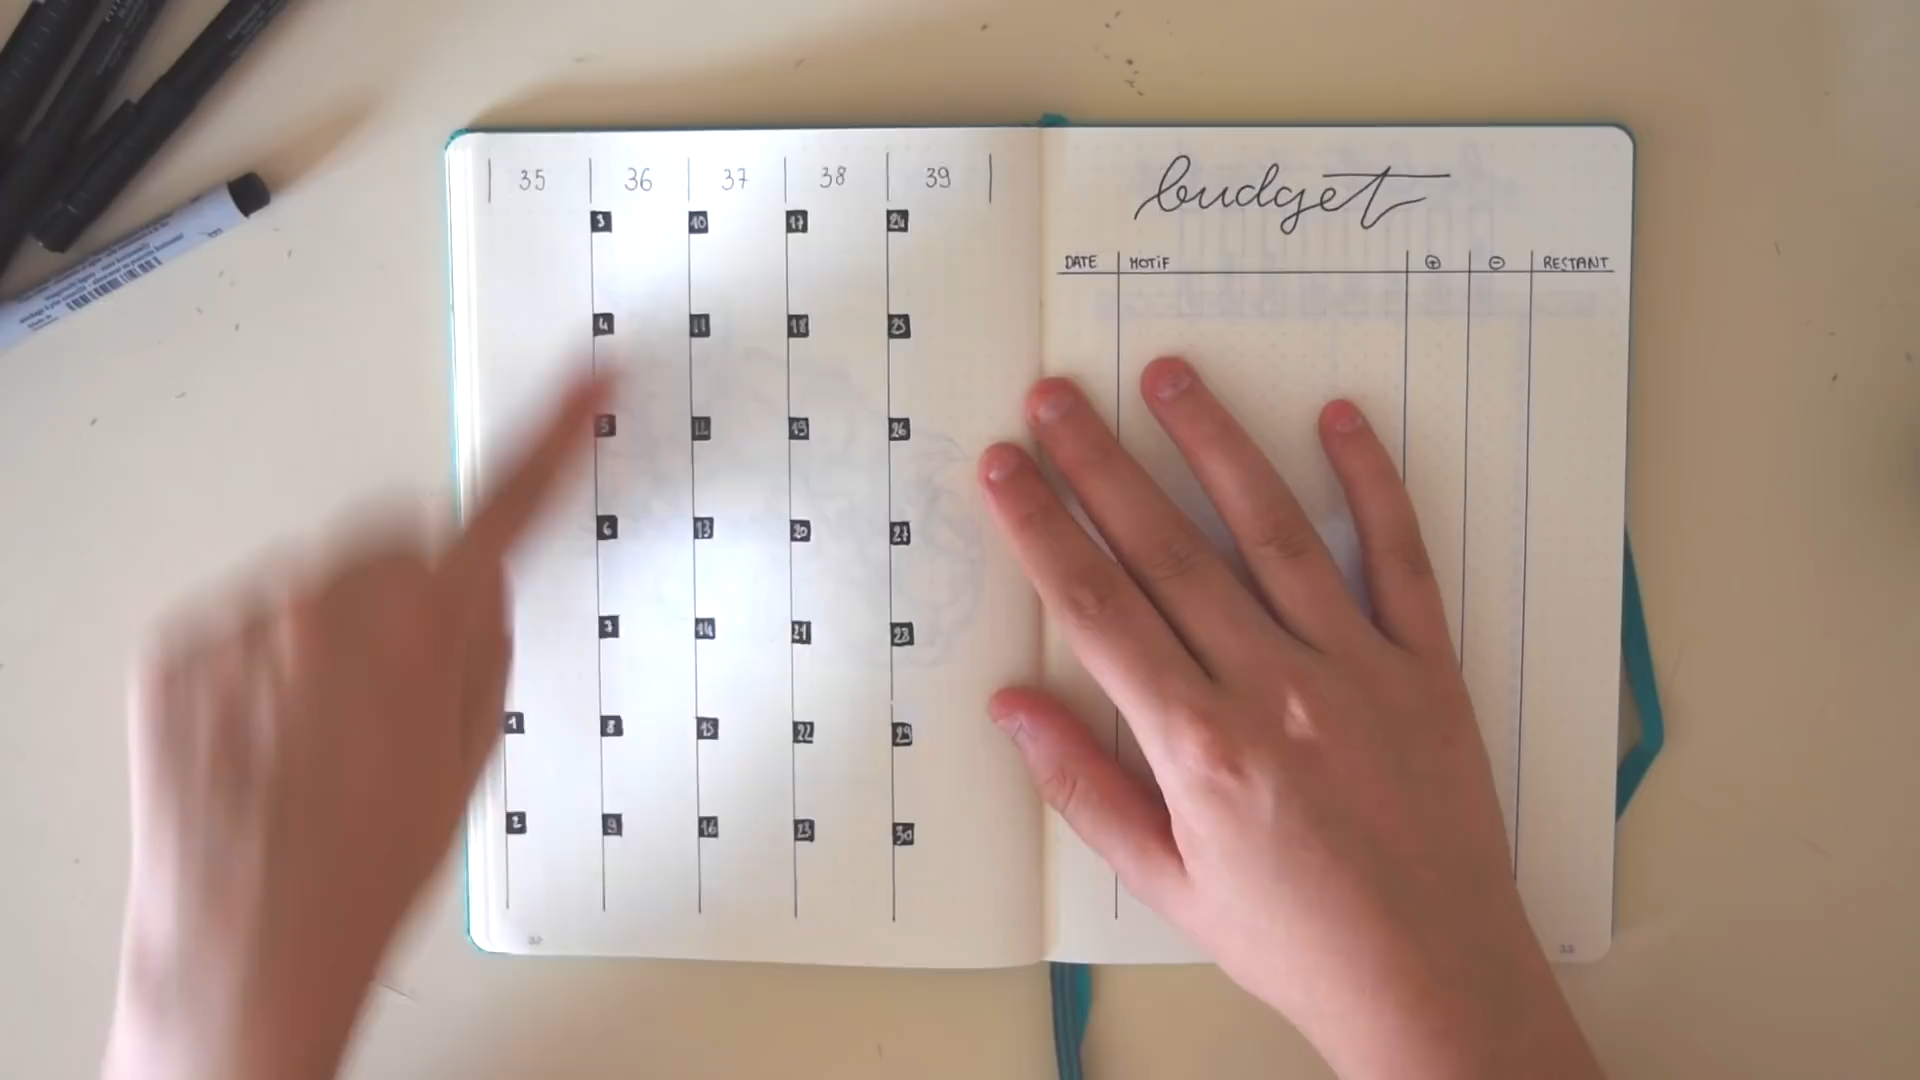 35 36 37 38 39
3 10 17 24
4 11 18 25
5 12 19 26
6 13 20 27
7 14 21 28
1 8 15 22 29
2 9 16 23 30
32
budget
DATE MOTIF + - RESTANT
33